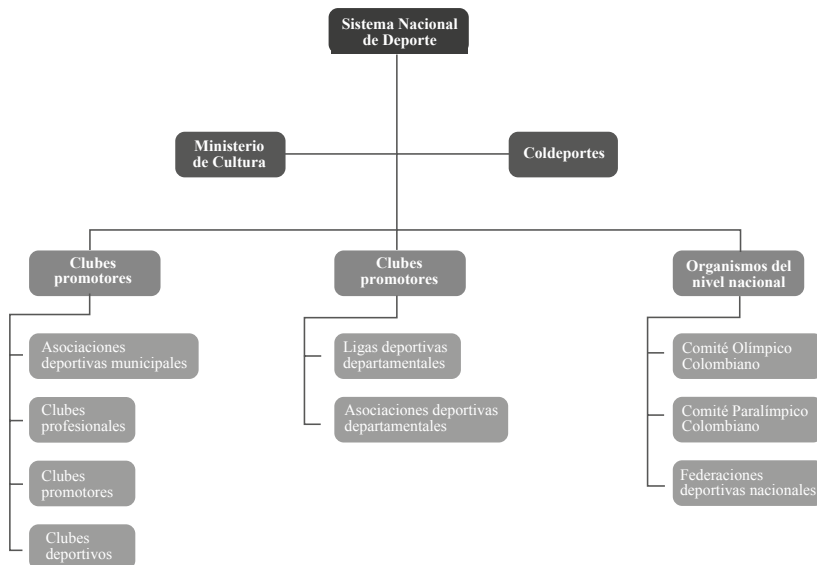 Sistema Nacional
de Deporte
Ministerio
de Cultura
Coldeportes
Clubes
promotores
Clubes
promotores
Organismos del
nivel nacional
Asociaciones
deportivas municipales
Clubes
profesionales
Clubes
promotores
Clubes
deportivos
Ligas deportivas
departamentales
Asociaciones deportivas
departamentales
Comité Olímpico
Colombiano
Comité Paralímpico
Colombiano
Federaciones
deportivas nacionales